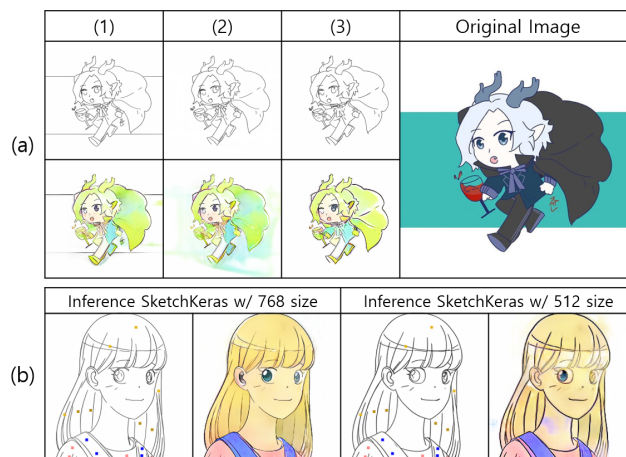 (1) (2) (3) Original Image
(a)
Inference SketchKeras w/ 768 size Inference SketchKeras w/ 512 size
(b)